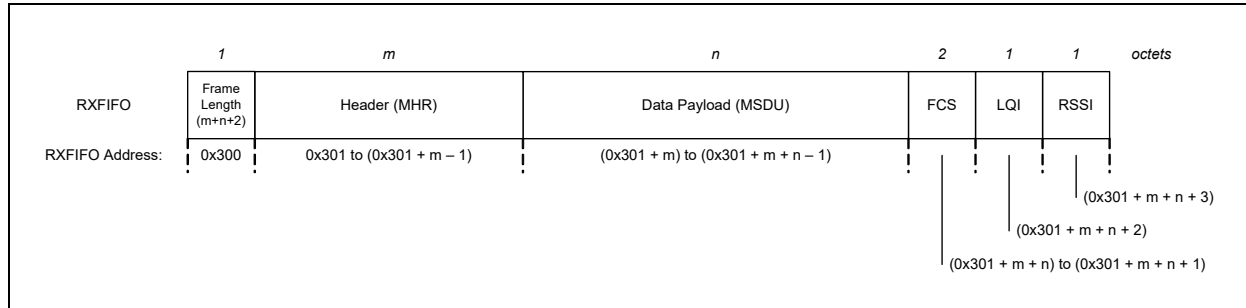 1 m n 2 1 1 octets
RXFIFO
Frame
Length
(m+n+2)
Header (MHR)
Data Payload (MSDU)
FCS
LQI
RSSI
RXFIFO Address: 0x300 0x301 to (0x301 + m – 1) (0x301 + m) to (0x301 + m + n – 1)
(0x301 + m + n + 3)
(0x301 + m + n + 2)
(0x301 + m + n) to (0x301 + m + n + 1)